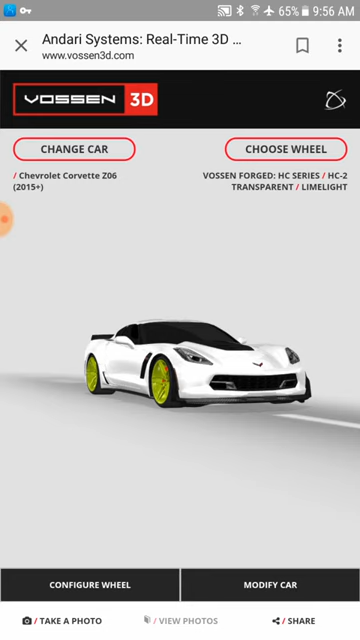 65% 9:56 AM
Andari Systems: Real-Time 3D ...
www.vossen3d.com
VOSSEN 3D
CHANGE CAR
CHOOSE WHEEL
/ Chevrolet Corvette Z06
(2015+)
VOSSEN FORGED: HC SERIES / HC-2
TRANSPARENT / LIMELIGHT
CONFIGURE WHEEL
MODIFY CAR
/ TAKE A PHOTO
/ VIEW PHOTOS
/ SHARE